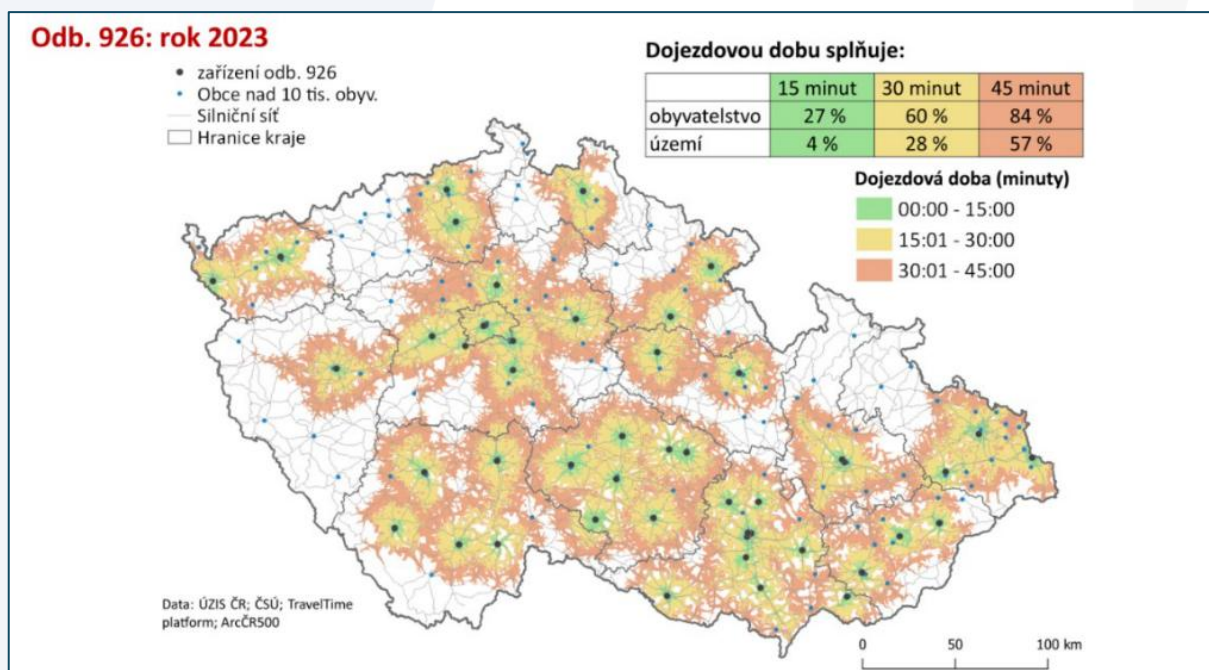 Odb. 926: rok 2023
zařízení odb. 926
Obce nad 10 tis. obyv.
Silniční síť
Hranice kraje
Dojezdovou dobu splňuje:
15 minut 30 minut 45 minut
obyvatelstvo 27 % 60 % 84 %
území 4 % 28 % 57 %
Dojezdová doba (minuty)
00:00 - 15:00
15:01 - 30:00
30:01 - 45:00
Data: ÚZIS ČR; ČSÚ; TravelTime
platform; ArcČR500
0 50 100 km